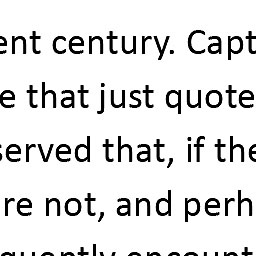 ent century. Capt
e that just quote
served that, if the
re not, and perh
quently encount